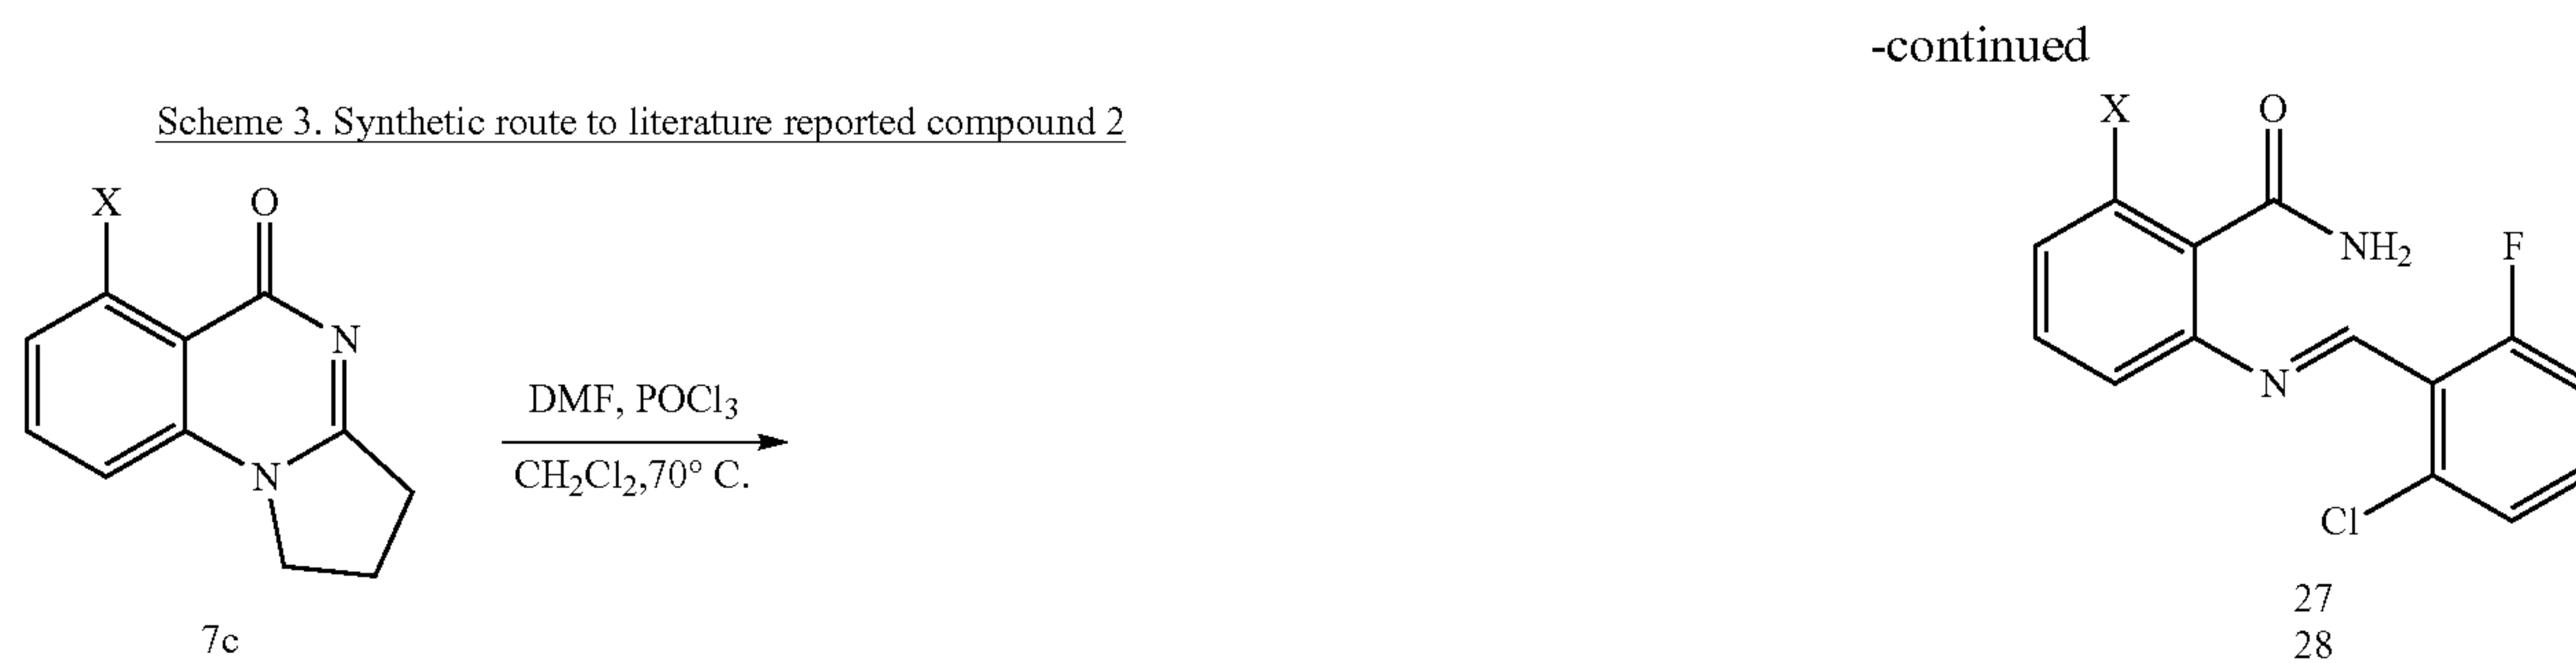 Scheme 3. Synthetic route to literature reported compound 2
X
O
N
N
DMF, POCl3
CH2Cl2,70° C.
7c
-continued
X
O
NH2
F
N
Cl
27
28